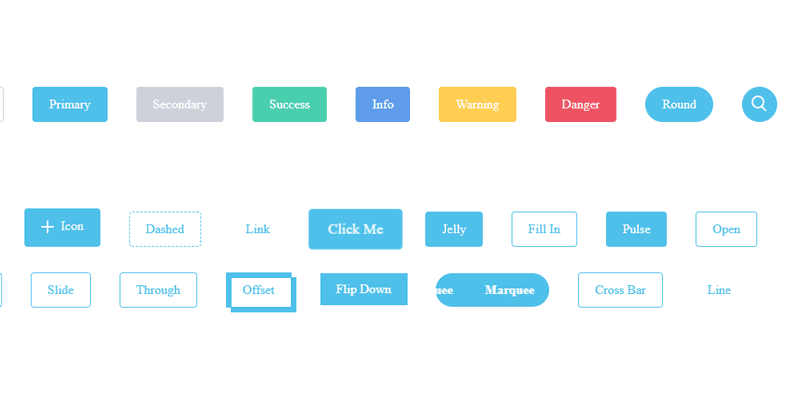 Primary Secondary Success Info Warning Danger Round
Icon Dashed Link Click Me Jelly Fill In Pulse Open
Slide Through Offset Flip Down uee Marquee Cross Bar Line